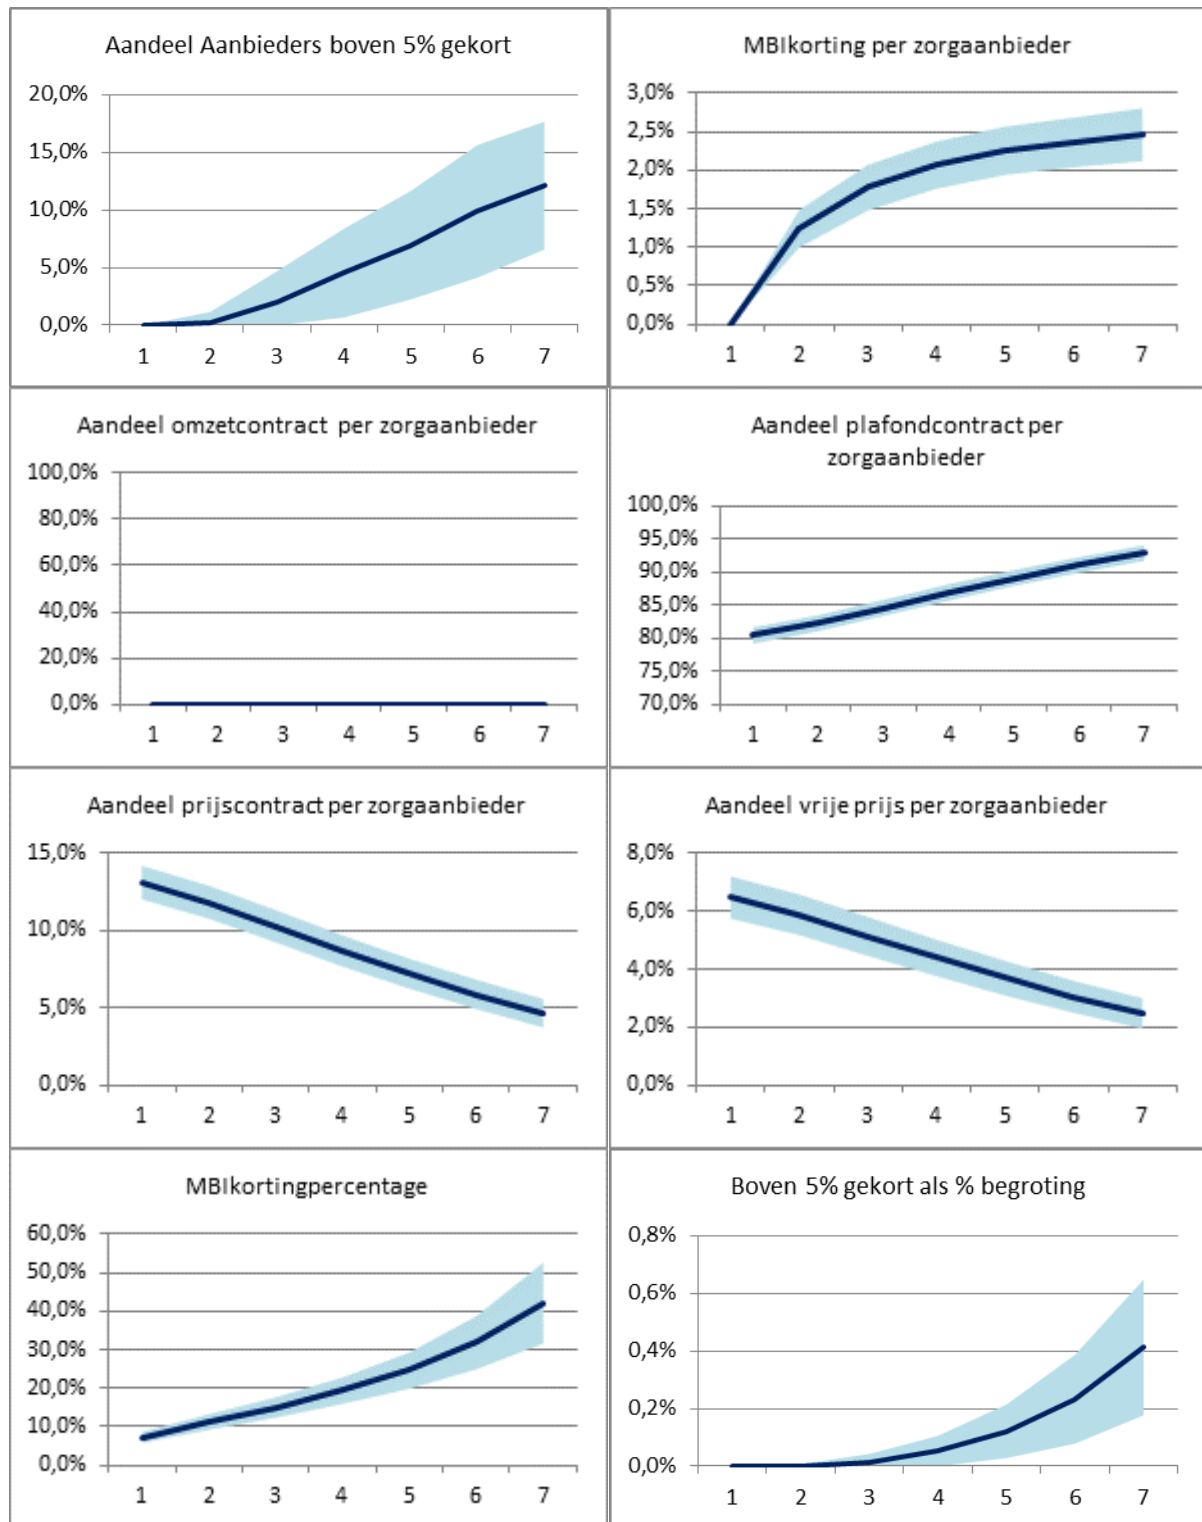 Aandeel Aanbieders boven 5% gekort
20,0%
15,0%
10,0%
5,0%
0,0%
1 2 3 4 5 6 7
MBIkorting per zorgaanbieder
3,0%
2,5%
2,0%
1,5%
1,0%
0,5%
0,0%
1 2 3 4 5 6 7
Aandeel omzetcontract per zorgaanbieder
100,0%
80,0%
60,0%
40,0%
20,0%
0,0%
1 2 3 4 5 6 7
Aandeel plafondcontract per
zorgaanbieder
100,0%
95,0%
90,0%
85,0%
80,0%
75,0%
70,0%
1 2 3 4 5 6 7
Aandeel prijscontract per zorgaanbieder
15,0%
10,0%
5,0%
0,0%
1 2 3 4 5 6 7
Aandeel vrije prijs per zorgaanbieder
8,0%
6,0%
4,0%
2,0%
0,0%
1 2 3 4 5 6 7
MBIkortingpercentage
60,0%
50,0%
40,0%
30,0%
20,0%
10,0%
0,0%
1 2 3 4 5 6 7
Boven 5% gekort als % begroting
0,8%
0,6%
0,4%
0,2%
0,0%
1 2 3 4 5 6 7